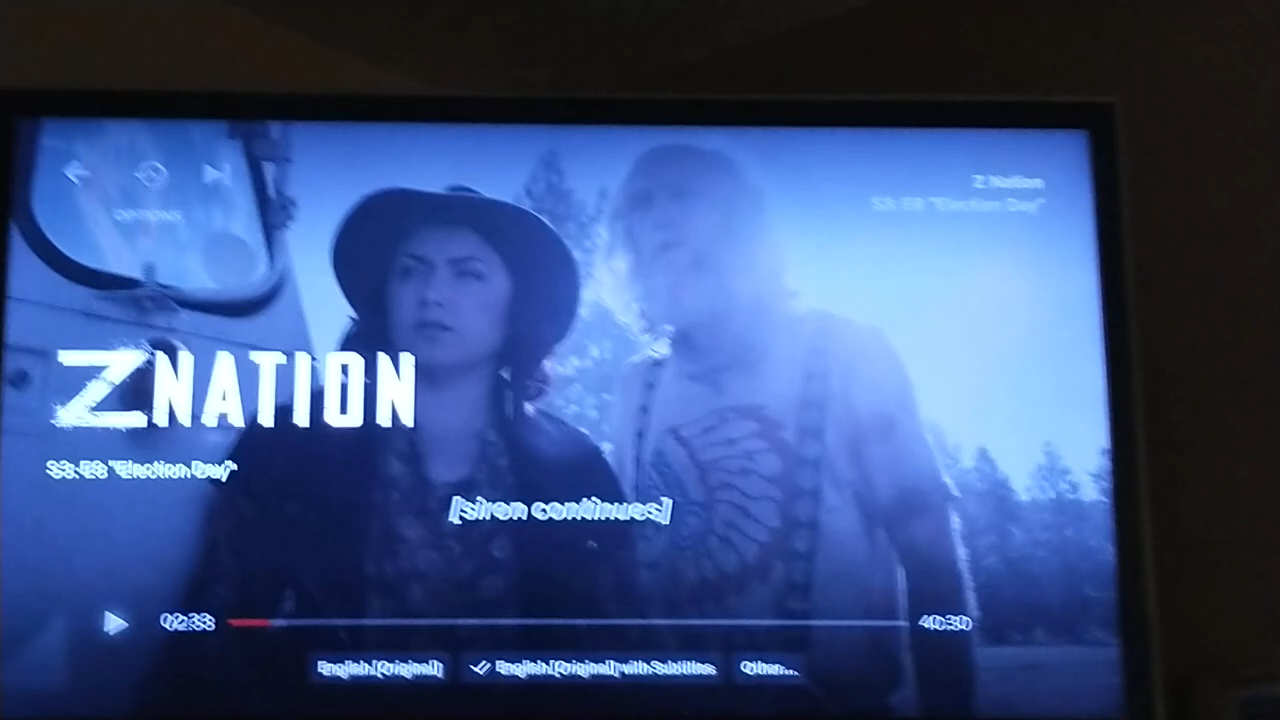 OPTIONS
Z Nation
S3: E8 "Election Day"
Z NATION
S3: E8 "Election Day"
[siren continues]
02:33
40:30
English [Original]
English [Original] with Subtitles
Other...